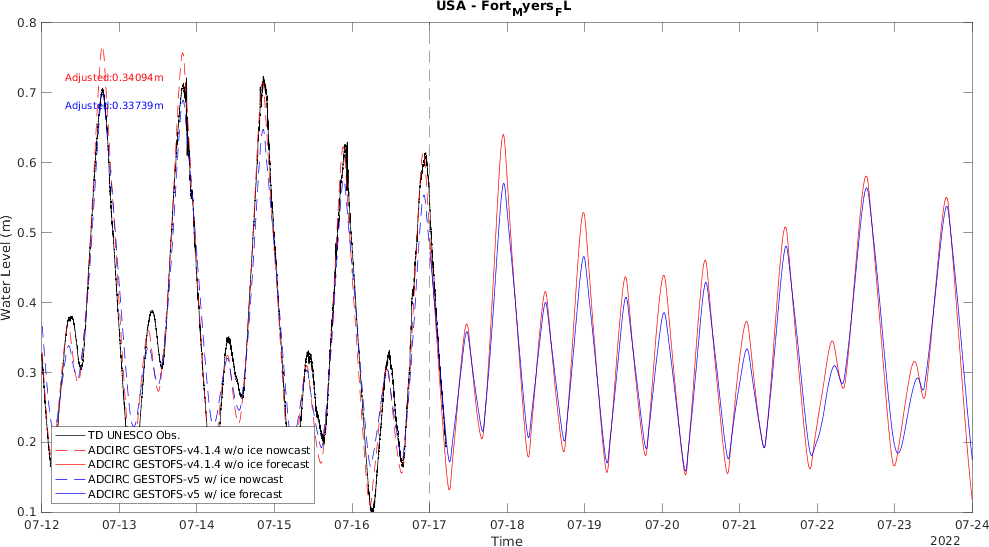 USA - FortMyersFL
0.8
0.7
0.6
0.5
0.4
0.3
0.2
0.1
Water Level (m)
Adjusted:0.34094m
Adjusted:0.33739m
TD UNESCO Obs.
ADCIRC GESTOFS-v4.1.4 w/o ice nowcast
ADCIRC GESTOFS-v4.1.4 w/o ice forecast
ADCIRC GESTOFS-v5 w/ ice nowcast
ADCIRC GESTOFS-v5 w/ ice forecast
07-12 07-13 07-14 07-15 07-16 07-17 07-18 07-19 07-20 07-21 07-22 07-23 07-24
Time
2022